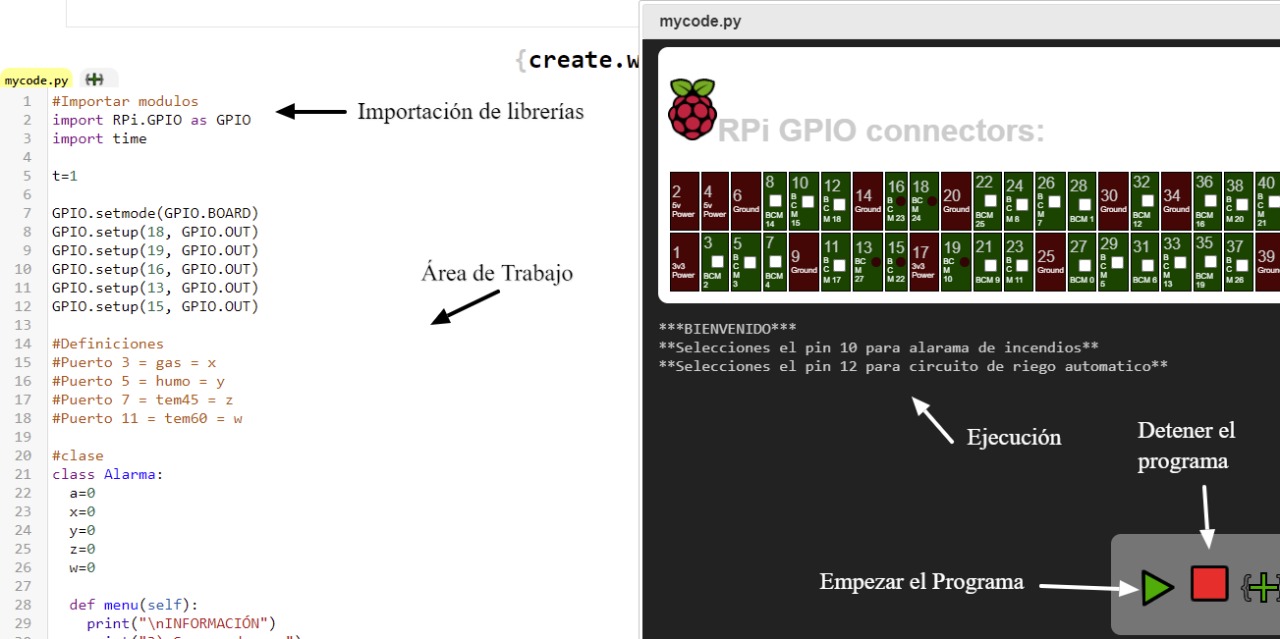 {create.w
mycode.py {+}
1 #Importar modulos
2 import RPi.GPIO as GPIO
3 import time
4
5 t=1
6
7 GPIO.setmode(GPIO.BOARD)
8 GPIO.setup(18, GPIO.OUT)
9 GPIO.setup(19, GPIO.OUT)
10 GPIO.setup(16, GPIO.OUT)
11 GPIO.setup(13, GPIO.OUT)
12 GPIO.setup(15, GPIO.OUT)
13
14 #Definiciones
15 #Puerto 3 = gas = x
16 #Puerto 5 = humo = y
17 #Puerto 7 = tem45 = z
18 #Puerto 11 = tem60 = w
19
20 #clase
21 class Alarma:
22 a=0
23 x=0
24 y=0
25 z=0
26 w=0
27
28 def menu(self):
29 print("\nINFORMACIÓN")
Importación de librerías
Área de Trabajo
mycode.py
RPi GPIO connectors:
2 5v Power
4 5v Power
6 Ground
8 BCM 14
10 BCM 15
12 BCM 18
14 Ground
16 BCM 23
18 BCM 24
20 Ground
22 BCM 25
24 BCM 8
26 BCM 7
28 BCM 1
30 Ground
32 BCM 12
34 Ground
36 BCM 16
38 BCM 20
40 BCM 21
1 3v3 Power
3 BCM 2
5 BCM 3
7 BCM 4
9 Ground
11 BCM 17
13 BCM 27
15 BCM 22
17 3v3 Power
19 BCM 10
21 BCM 9
23 BCM 11
25 Ground
27 BCM 0
29 BCM 5
31 BCM 6
33 BCM 13
35 BCM 19
37 BCM 26
39 Groun
***BIENVENIDO***
**Selecciones el pin 10 para alarama de incendios**
**Selecciones el pin 12 para circuito de riego automatico**
Ejecución
Detener el
programa
Empezar el Programa